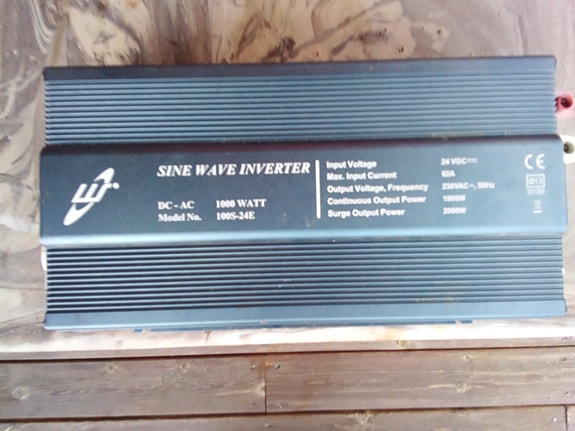 SINE WAVE INVERTER
DC - AC 1000 WATT
Model No. 100S-24E
Input Voltage 24 VDC
Max. Input Current 62A
Output Voltage, Frequency 230VAC~, 50Hz
Continuous Output Power 1000W
Surge Output Power 2000W
CE